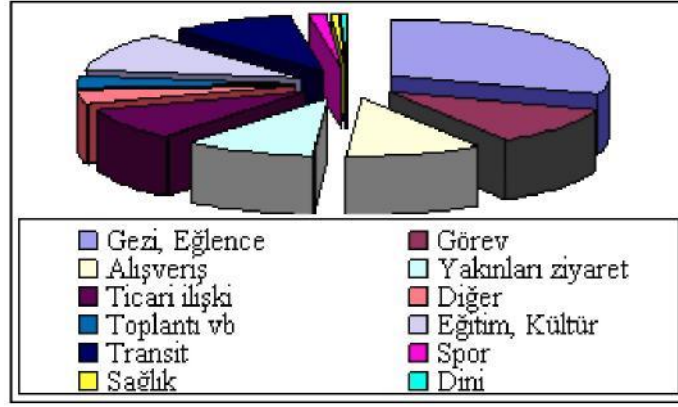 Gezi, Eğlence Görev
Alışveriş Yakınları ziyaret
Ticari ilişki Diğer
Toplantı vb Eğitim, Kültür
Transit Spor
Sağlık Dini